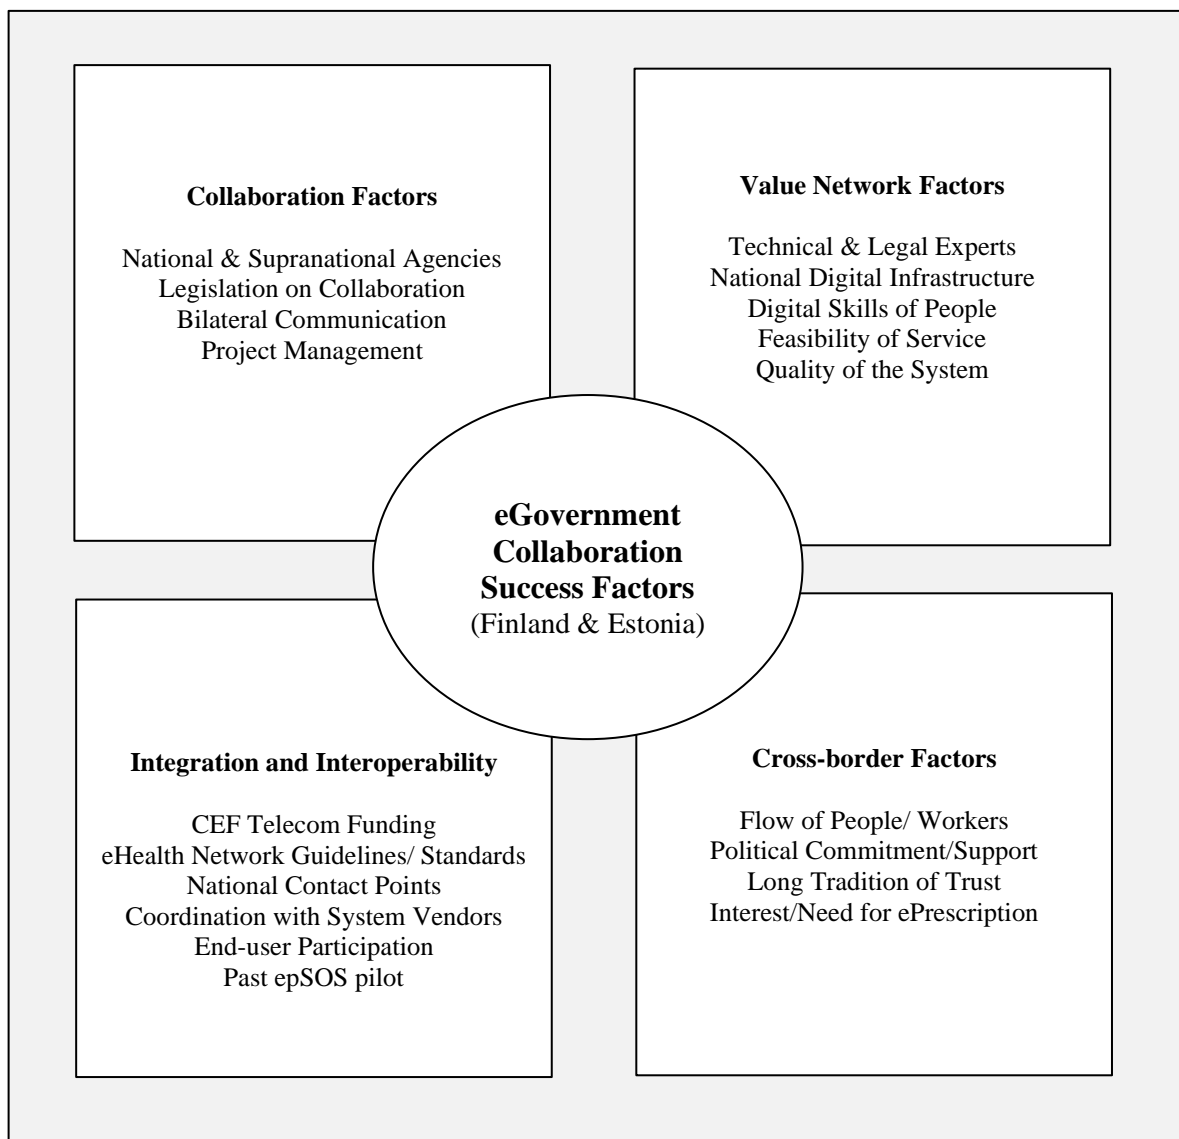 Collaboration Factors
National & Supranational Agencies
Legislation on Collaboration
Bilateral Communication
Project Management
Value Network Factors
Technical & Legal Experts
National Digital Infrastructure
Digital Skills of People
Feasibility of Service
Quality of the System
eGovernment
Collaboration
Success Factors
(Finland & Estonia)
Integration and Interoperability
CEF Telecom Funding
eHealth Network Guidelines/ Standards
National Contact Points
Coordination with System Vendors
End-user Participation
Past epSOS pilot
Cross-border Factors
Flow of People/ Workers
Political Commitment/Support
Long Tradition of Trust
Interest/Need for ePrescription